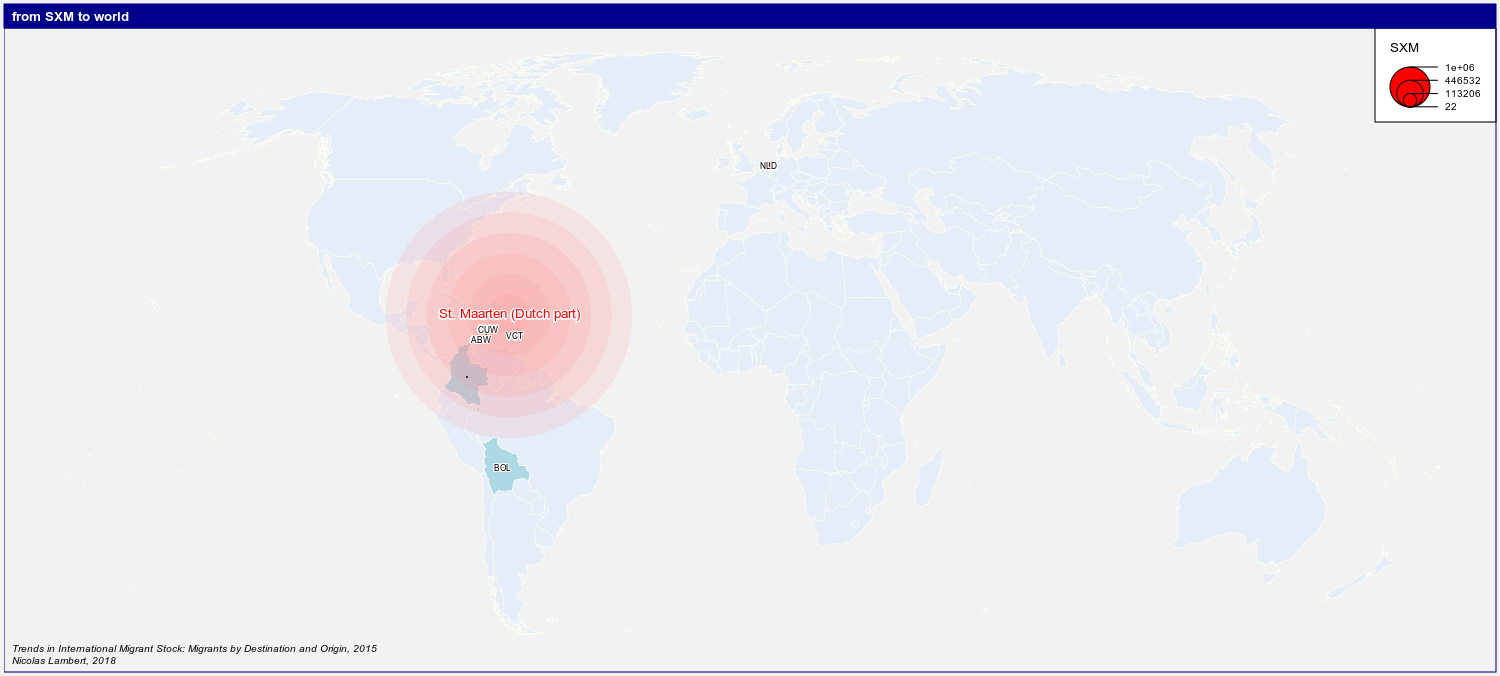 from SXM to world
SXM
1e+06
446532
113206
22
NLD
St. Maarten (Dutch part)
CUW
VCT
ABW
BOL
Trends in International Migrant Stock: Migrants by Destination and Origin, 2015
Nicolas Lambert, 2018